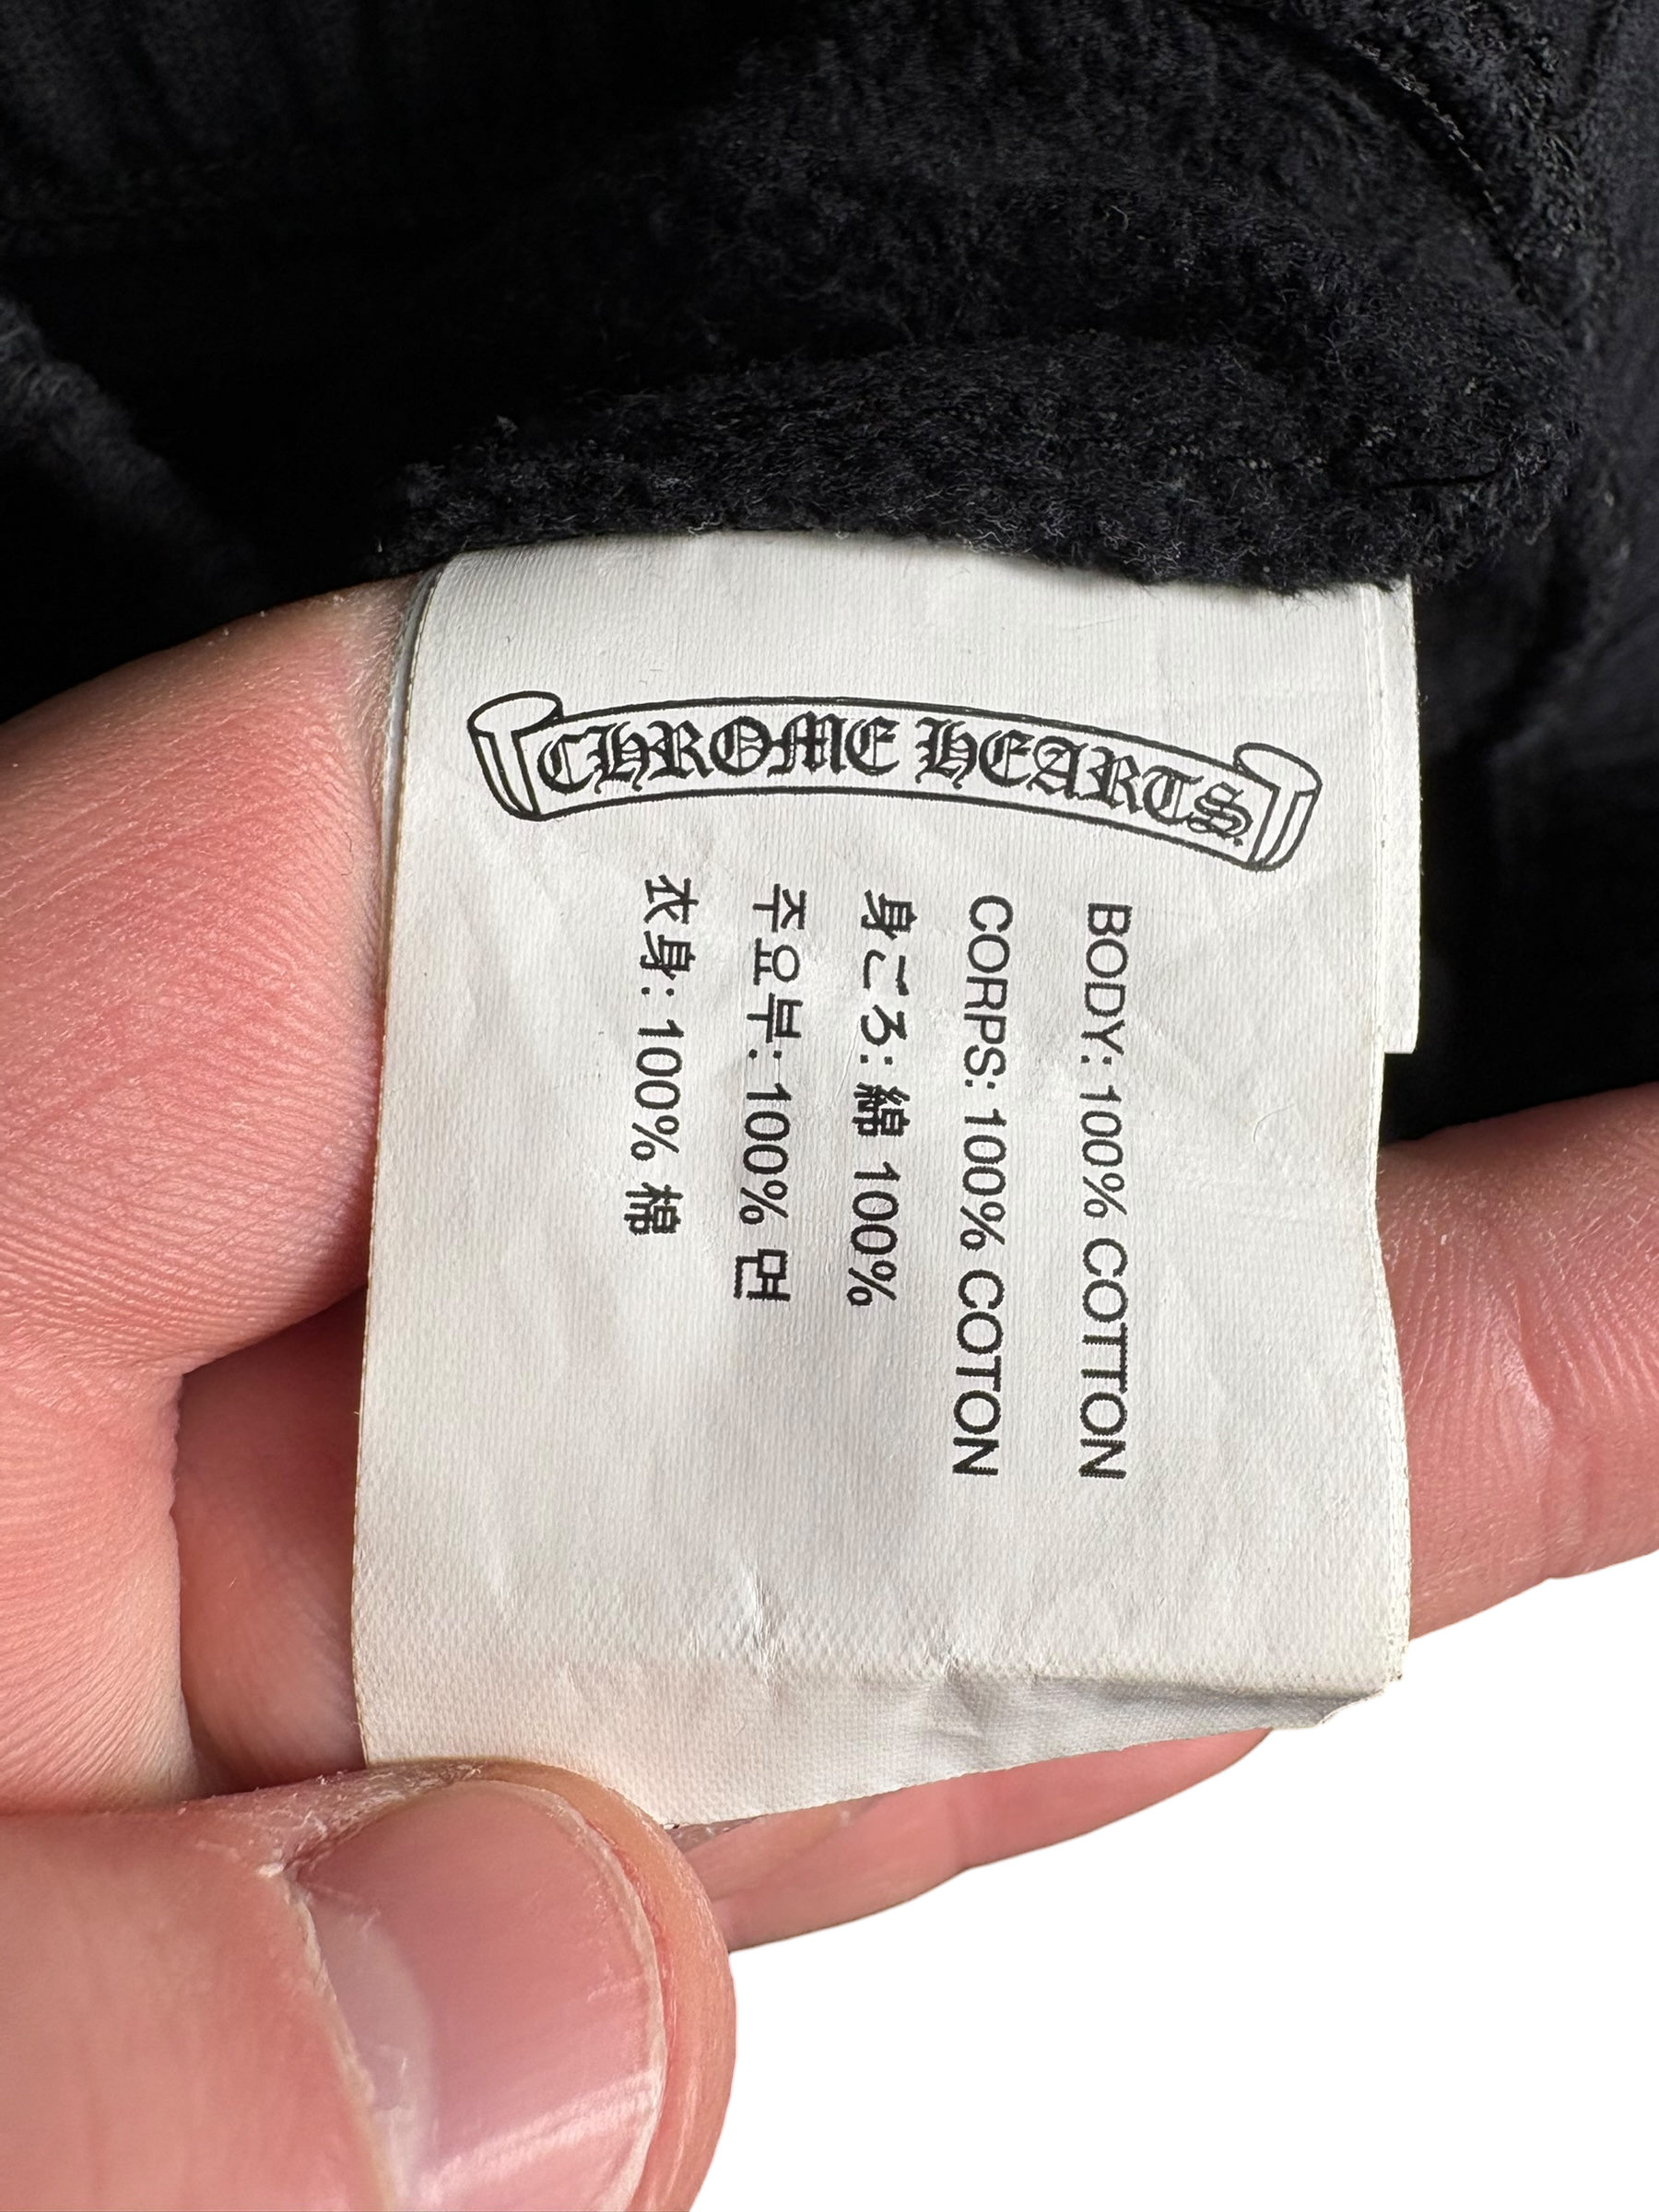 CHROME HEARTS
BODY: 100% COTTON
CORPS: 100% COTON
身ごろ: 綿 100%
주요부: 100% 면
衣身: 100% 棉